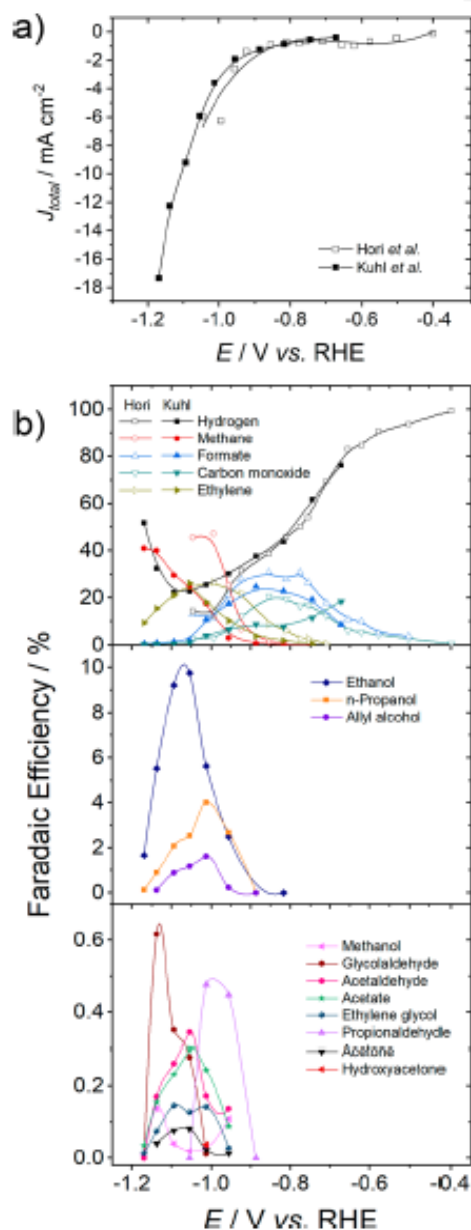 a)
0
-2
-4
-6
-8
-10
-12
-14
-16
-18
J_total / mA cm⁻²
Hori et al.
Kuhl et al.
-1.2 -1.0 -0.8 -0.6 -0.4
E / V vs. RHE
b)
100
80
60
40
20
0
Hori Kuhl
Hydrogen
Methane
Formate
Carbon monoxide
Ethylene
Faradaic Efficiency / %
10
8
6
4
2
0
Ethanol
n-Propanol
Allyl alcohol
0.6
0.4
0.2
0.0
Methanol
Glycolaldehyde
Acetaldehyde
Acetate
Ethylene glycol
Propionaldehydle
Acetone
Hydroxyacetone
-1.2 -1.0 -0.8 -0.6 -0.4
E / V vs. RHE